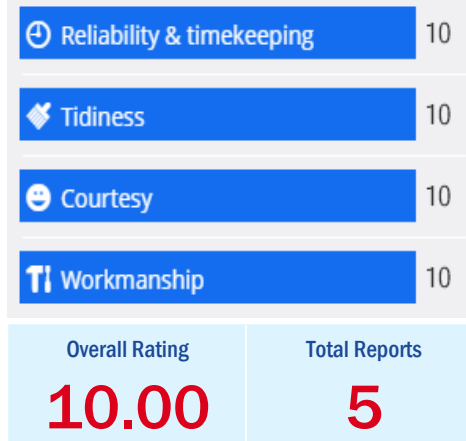 Reliability & timekeeping 10
Tidiness 10
Courtesy 10
Workmanship 10
Overall Rating Total Reports
10.00 5